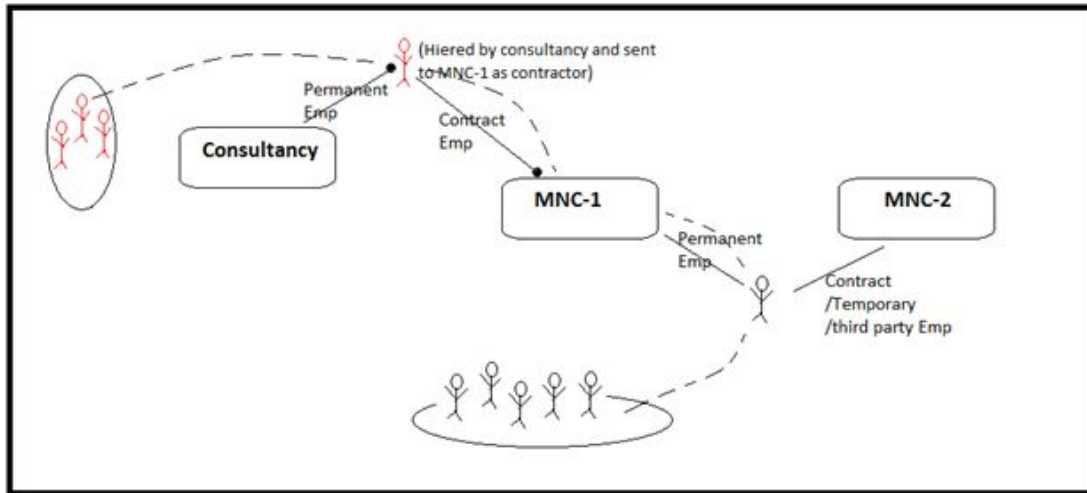 (Hiered by consultancy and sent
to MNC-1 as contractor)
Permanent
Emp
Contract
Emp
Consultancy
MNC-1
MNC-2
Permanent
Emp
Contract
/Temporary
/third party Emp